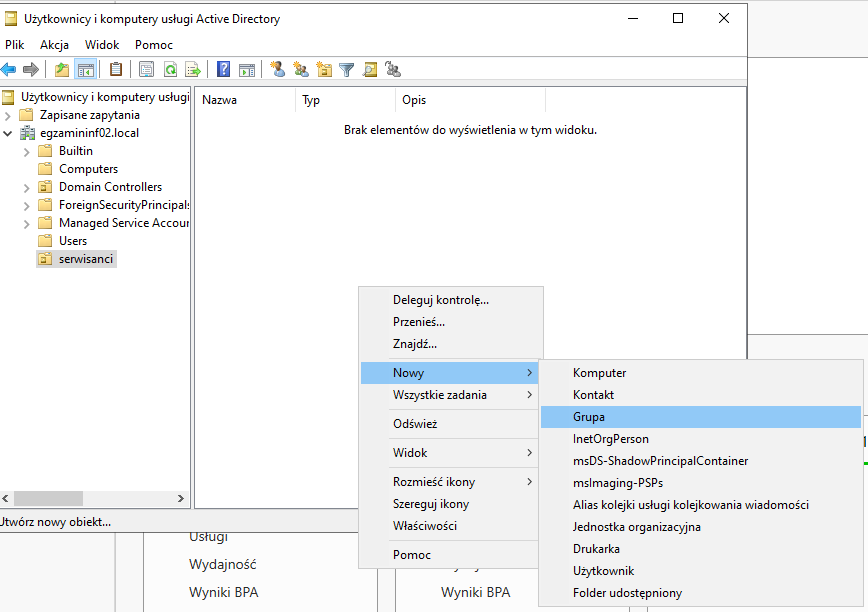 Użytkownicy i komputery usługi Active Directory
Plik Akcja Widok Pomoc
Użytkownicy i komputery usługi
Zapisane zapytania
egzamininf02.local
Builtin
Computers
Domain Controllers
ForeignSecurityPrincipals
Managed Service Accour
Users
serwisanci
Nazwa Typ Opis
Brak elementów do wyświetlenia w tym widoku.
Deleguj kontrolę...
Przenieś...
Znajdź...
Nowy
Wszystkie zadania
Odśwież
Widok
Rozmieść ikony
Szereguj ikony
Właściwości
Pomoc
Komputer
Kontakt
Grupa
InetOrgPerson
msDS-ShadowPrincipalContainer
msImaging-PSPs
Alias kolejki usługi kolejkowania wiadomości
Jednostka organizacyjna
Drukarka
Użytkownik
Folder udostępniony
Utwórz nowy obiekt...
Usługi
Wydajność
Wyniki BPA
Wyniki BPA